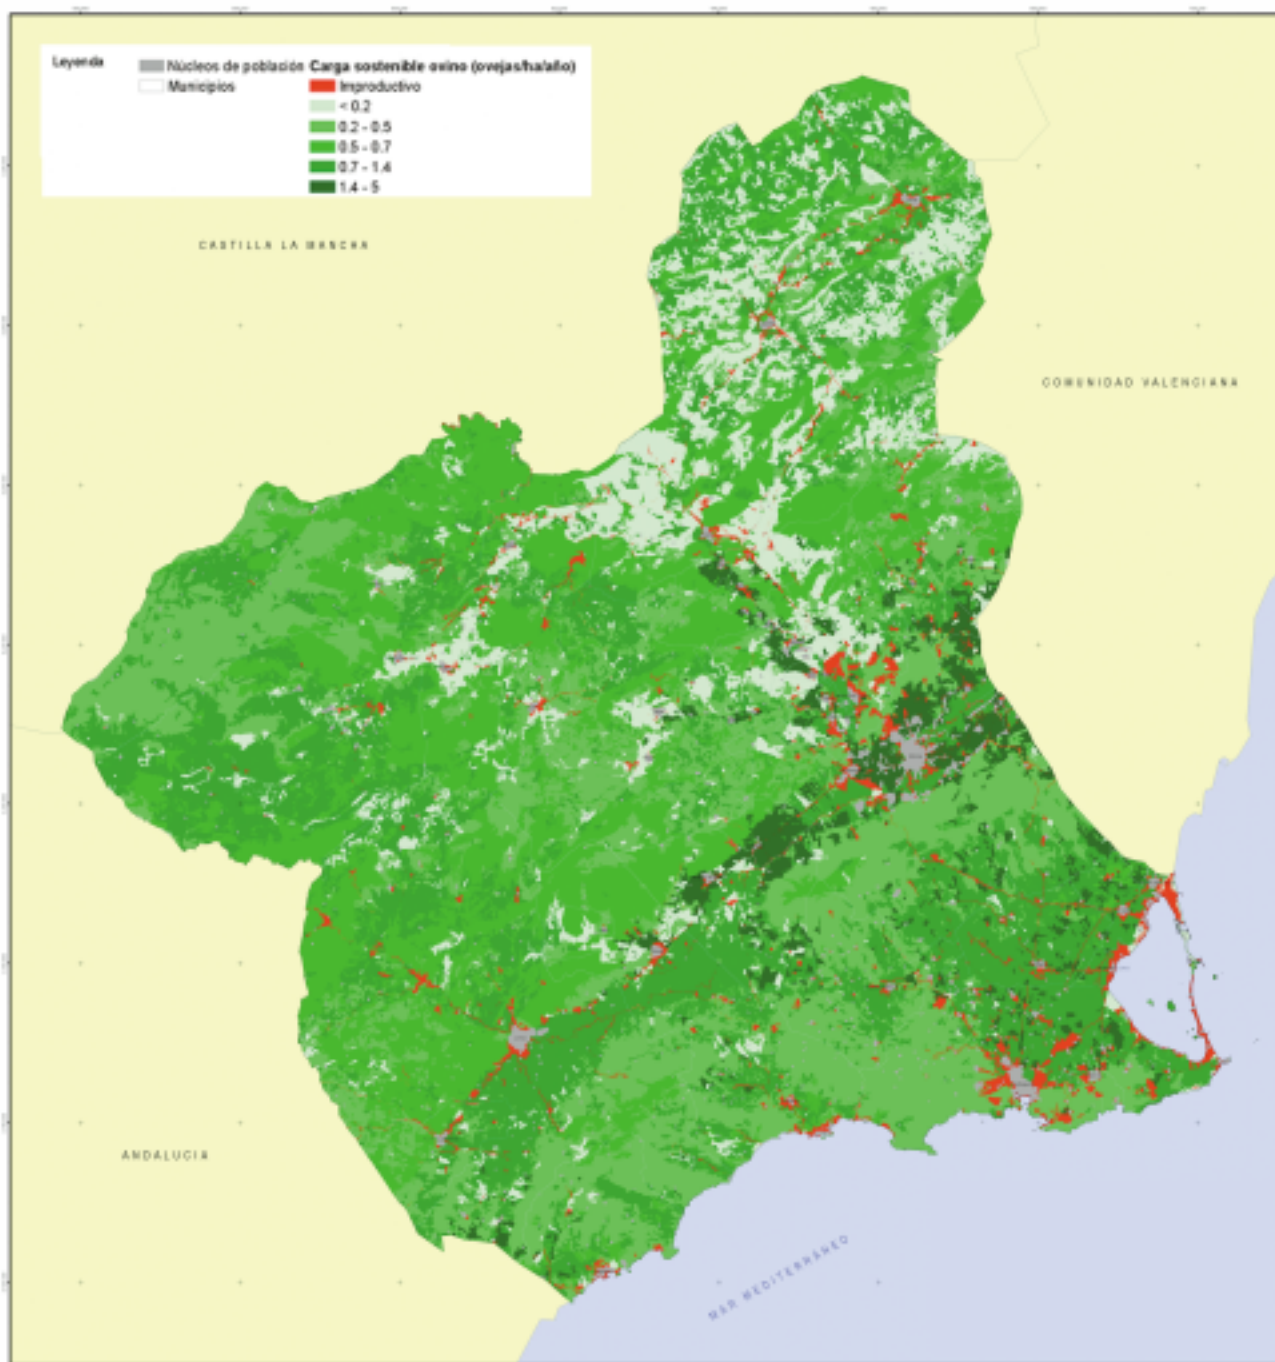 Leyenda
Núcleos de población
Municipios
Carga sostenible ovino (ovejas/ha/año)
Improductivo
< 0.2
0.2 - 0.5
0.5 - 0.7
0.7 - 1.4
1.4 - 5
CASTILLA LA MANCHA
COMUNIDAD VALENCIANA
ANDALUCIA
MAR MEDITERRÁNEO